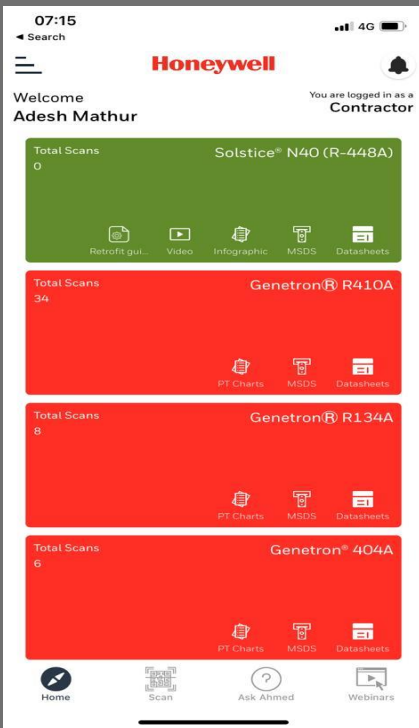 07:15
4G
◄ Search
Honeywell
Welcome
Adesh Mathur
You are logged in as a
Contractor
Total Scans
0
Solstice® N40 (R-448A)
Retrofit gui...
Video
Infographic
MSDS
Datasheets
Total Scans
34
Genetron® R410A
PT Charts
MSDS
Datasheets
Total Scans
8
Genetron® R134A
PT Charts
MSDS
Datasheets
Total Scans
6
Genetron® 404A
PT Charts
MSDS
Datasheets
Home
Scan
Ask Ahmed
Webinars